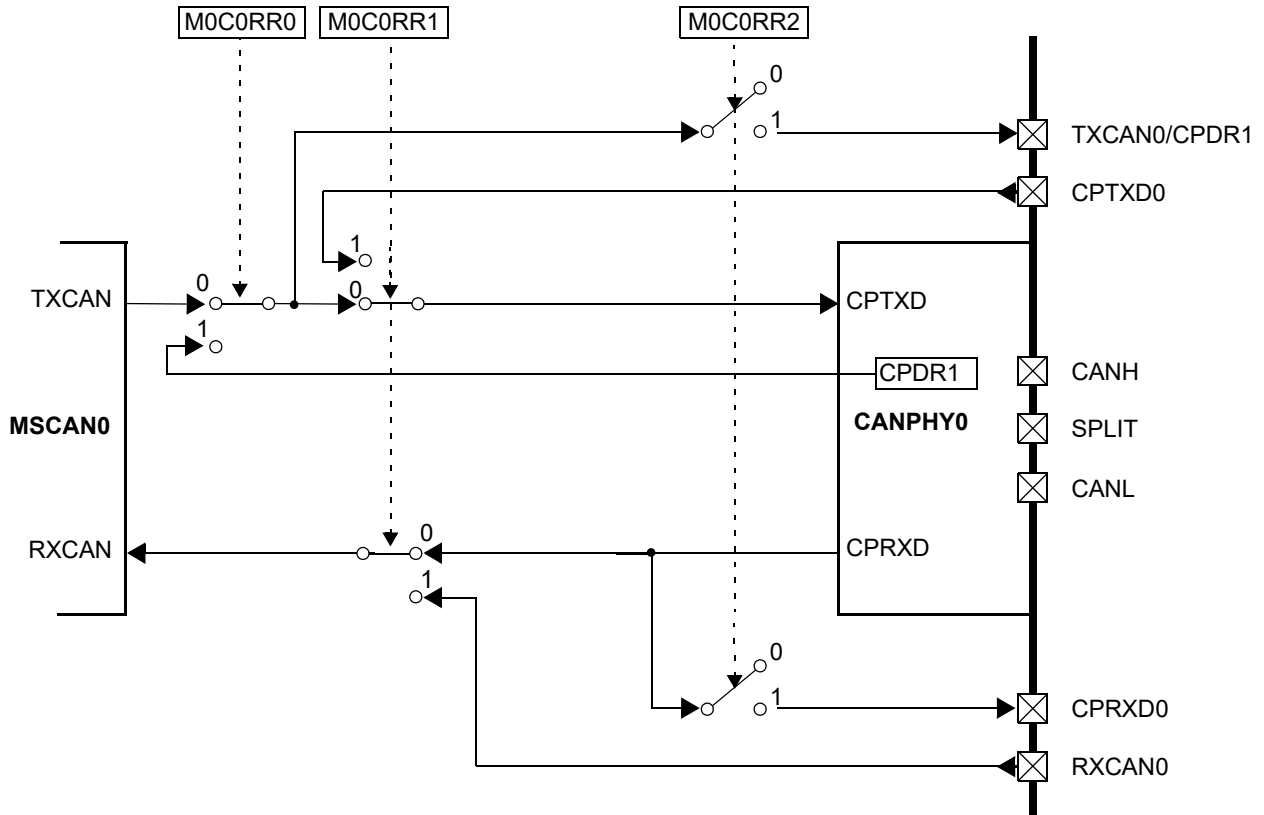 M0C0RR0 M0C0RR1 M0C0RR2
0
1
TXCAN0/CPDR1
CPTXD0
1
0
0
TXCAN
CPTXD
1
CPDR1
CANH
MSCAN0
CANPHY0
SPLIT
CANL
0
RXCAN
CPRXD
1
0
1
CPRXD0
RXCAN0